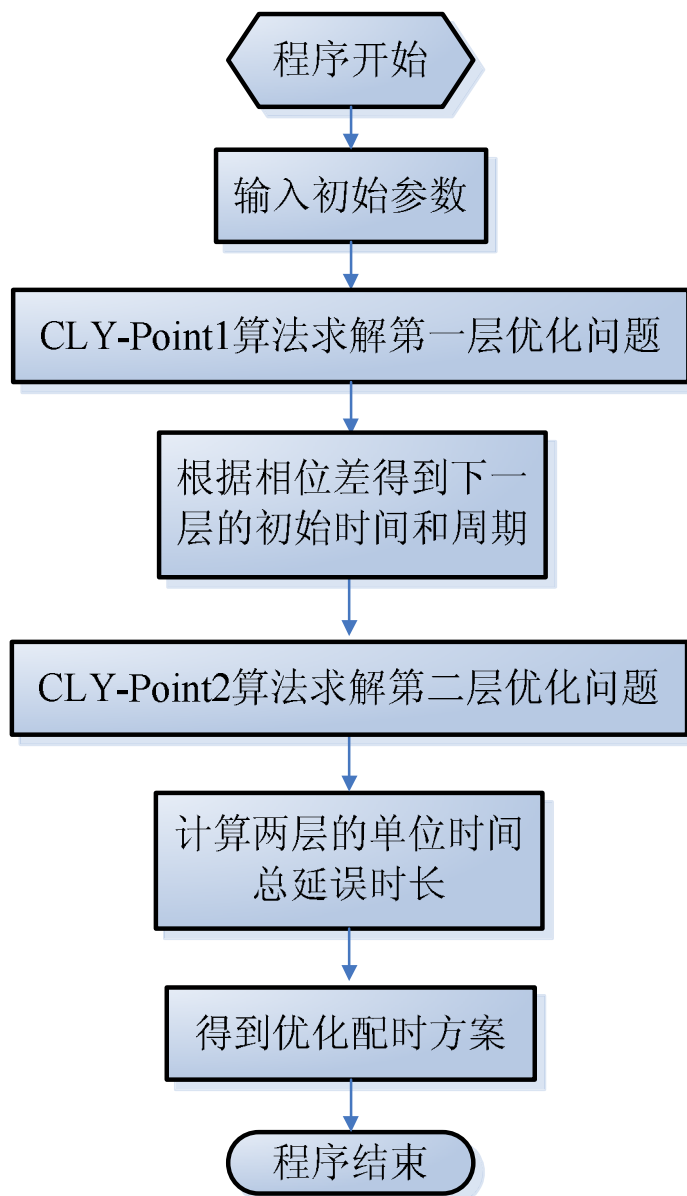 程序开始
输入初始参数
CLY-Point1算法求解第一层优化问题
根据相位差得到下一
层的初始时间和周期
CLY-Point2算法求解第二层优化问题
计算两层的单位时间
总延误时长
得到优化配时方案
程序结束